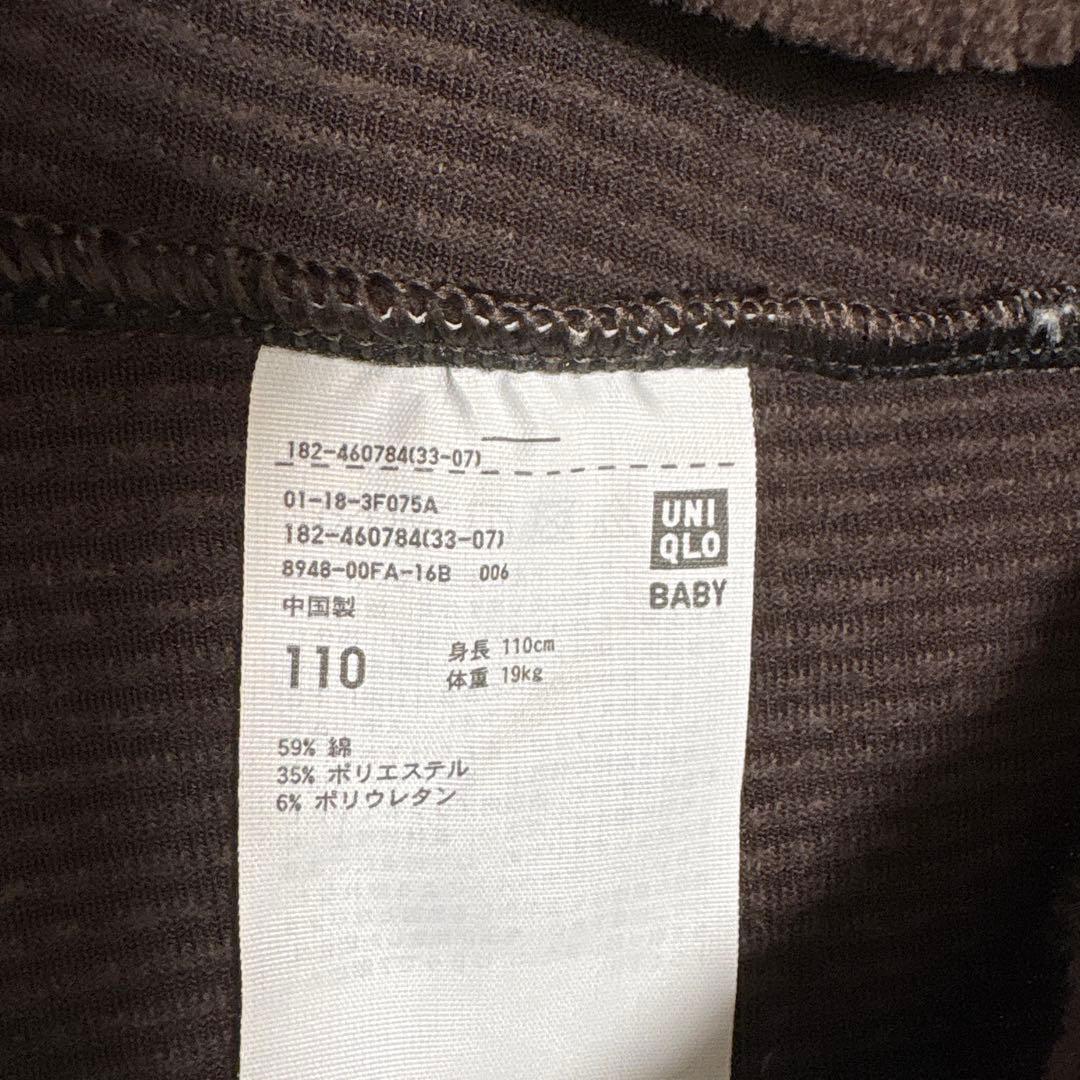 182-460784(33-07)
01-18-3F075A
182-460784(33-07)
8948-00FA-16B 006
中国製
UNI
QLO
BABY
110
身長 110cm
体重 19kg
59% 綿
35% ポリエステル
6% ポリウレタン